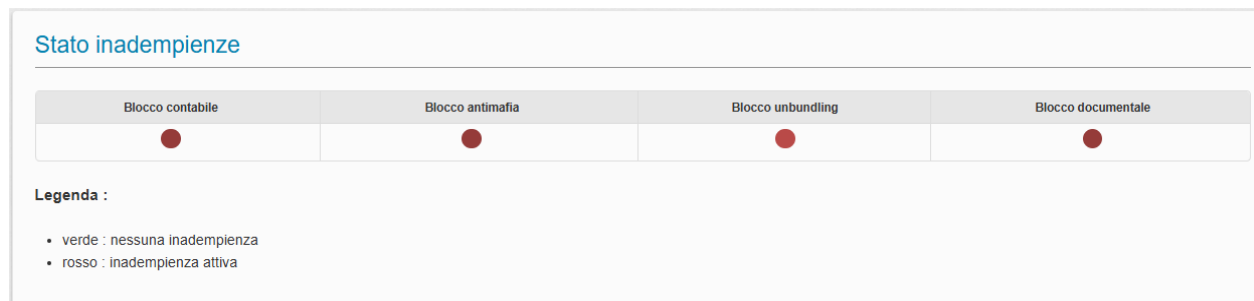 Stato inadempienze
Blocco contabile Blocco antimafia Blocco unbundling Blocco documentale
Legenda :
• verde : nessuna inadempienza
• rosso : inadempienza attiva